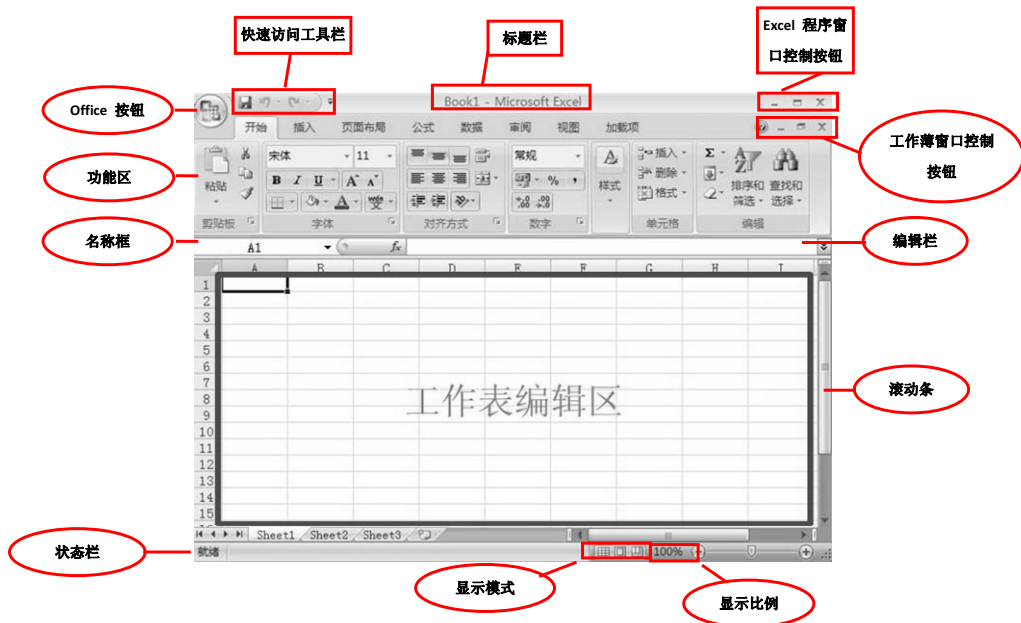 快速访问工具栏
标题栏
Excel 程序窗
口控制按钮
Office 按钮
Book1 - Microsoft Excel
开始 插入 页面布局 公式 数据 审阅 视图 加载项
工作薄窗口控制
按钮
功能区
粘贴
宋体 11
B I U A A
A 变
常规
% ,
.00 .0
样式
插入
删除
格式
Σ
排序和
筛选
查找和
选择
剪贴板 字体 对齐方式 数字 单元格 编辑
名称框
A1 fx
编辑栏
A B C D E F G H I
1
2
3
4
5
6
7
8
9
10
11
12
13
14
15
工作表编辑区
滚动条
Sheet1 Sheet2 Sheet3
状态栏
就绪
100%
显示模式
显示比例